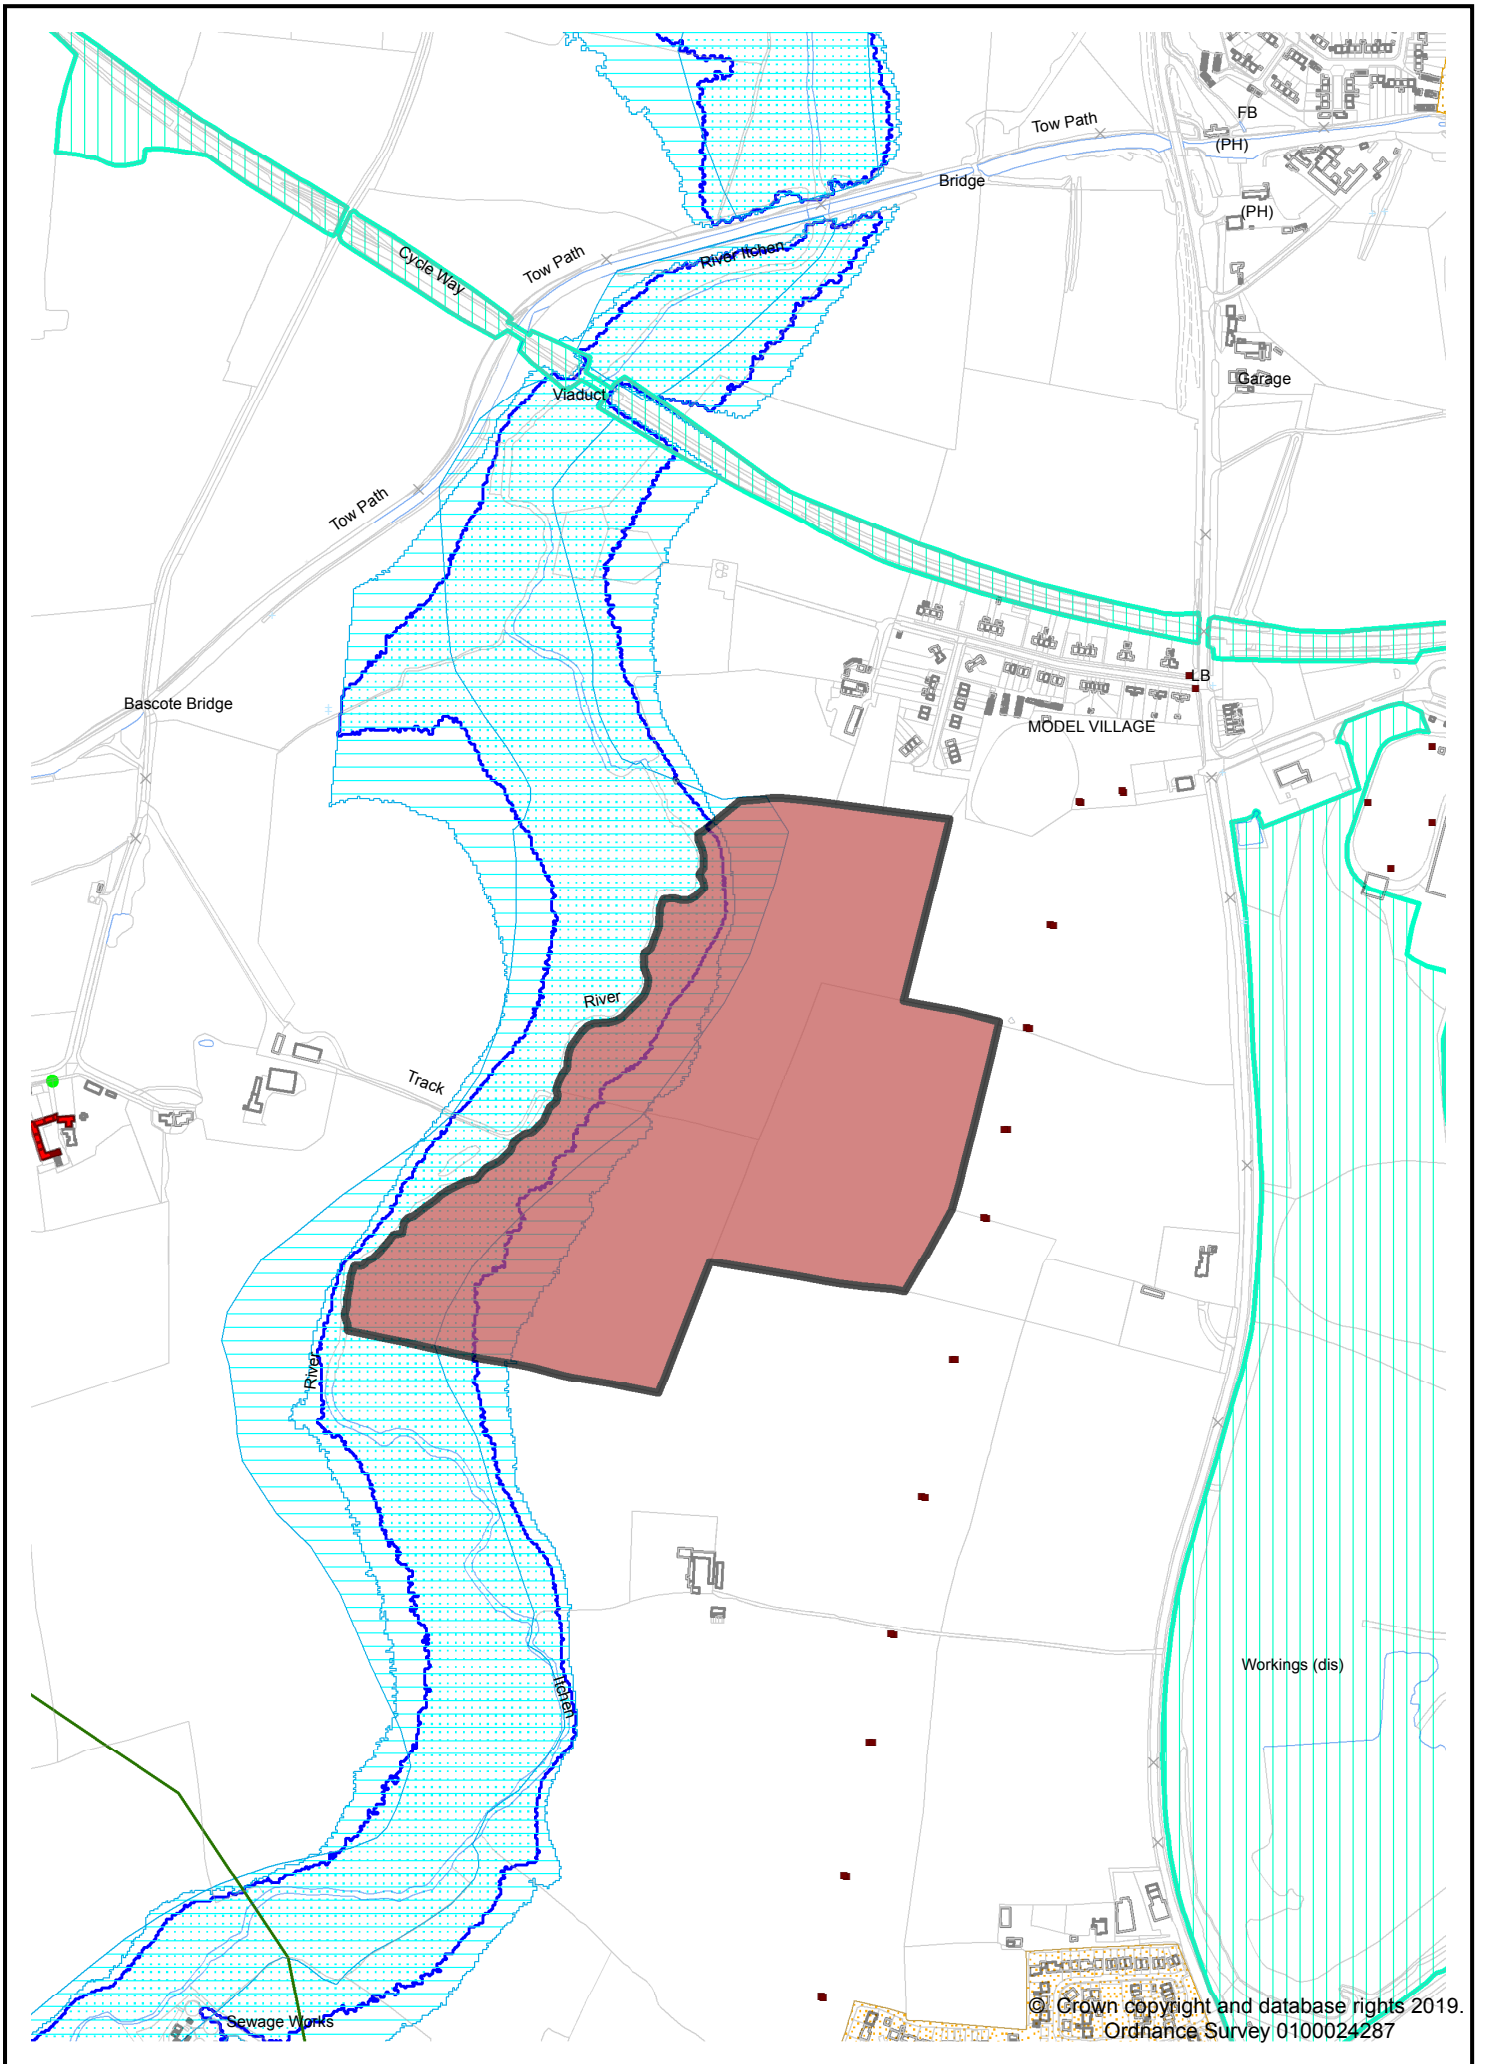 FB
Tow Path
(PH)
Bridge
(PH)
River Itchen
Tow Path
Cycle Way
Garage
Viaduct
Tow Path
LB
Bascote Bridge
MODEL VILLAGE
River
Track
River
Workings (dis)
Itchen
© Crown copyright and database rights 2019.
Sewage Works
Ordnance Survey 0100024287